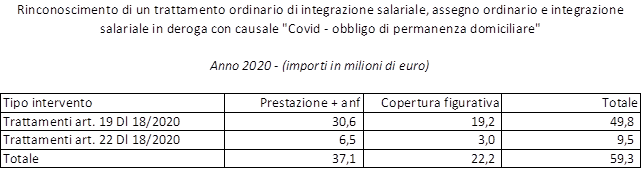 Rinconoscimento di un trattamento ordinario di integrazione salariale, assegno ordinario e integrazione
salariale in deroga con causale "Covid - obbligo di permanenza domiciliare"
Anno 2020 - (importi in milioni di euro)
Tipo intervento Prestazione + anf Copertura figurativa Totale
Trattamenti art. 19 Dl 18/2020 30,6 19,2 49,8
Trattamenti art. 22 Dl 18/2020 6,5 3,0 9,5
Totale 37,1 22,2 59,3